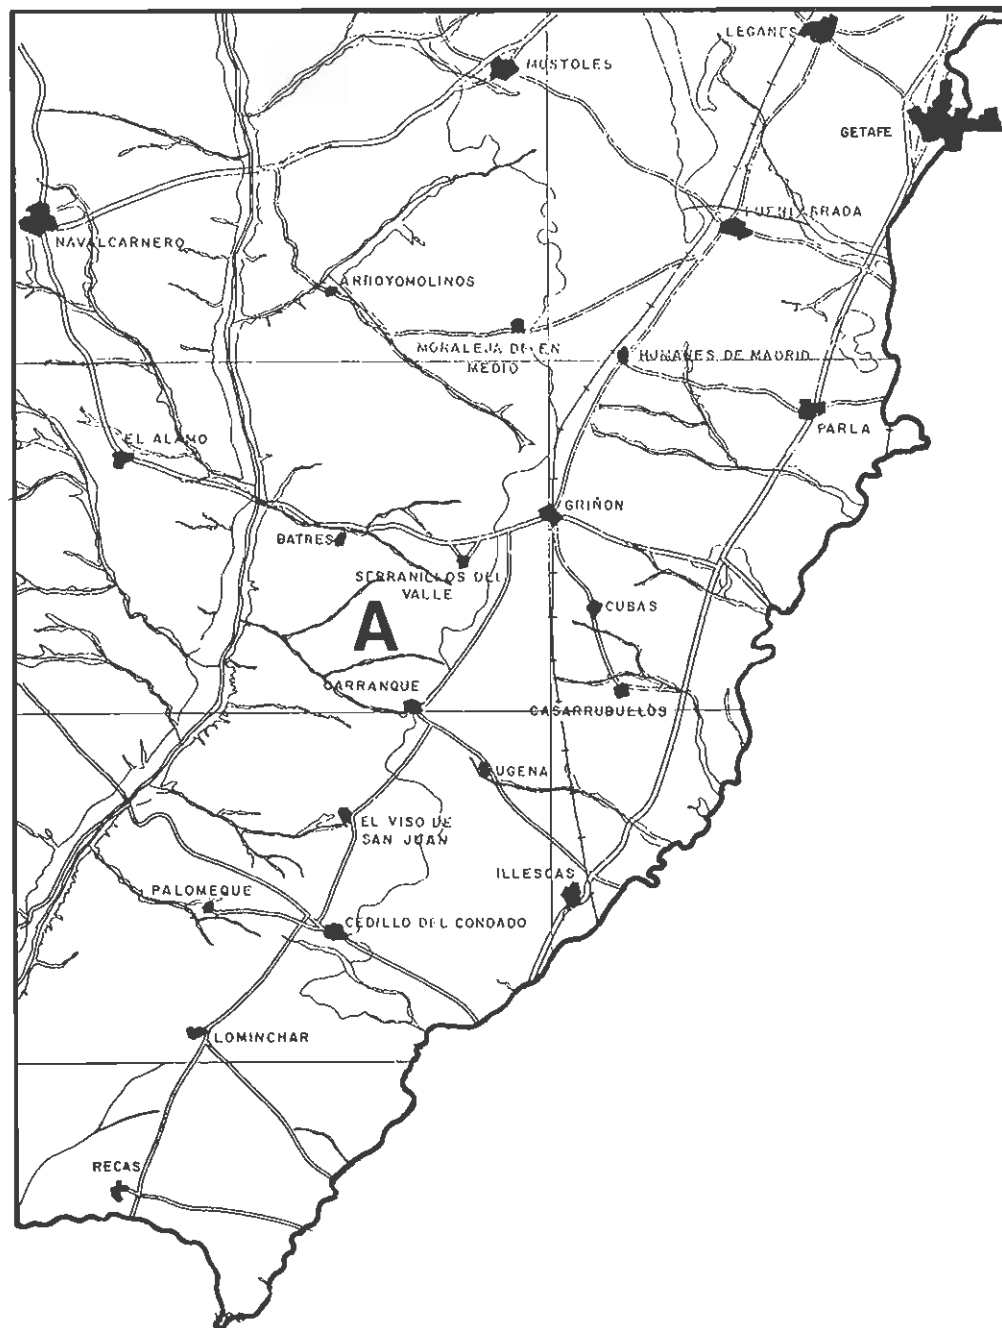 LEGANES
MOSTOLES
GETAFE
FUENLABRADA
NAVALCARNERO
ARROYOMOLINOS
MORALEJA DE EN
MEDIO
HUMANES DE MADRID
PARLA
EL ALAMO
GRIÑON
BATRES
SERRANILLOS DEL
VALLE
CUBAS
A
CARRANQUE
CASARRUBUELOS
UGENA
EL VISO DE
SAN JUAN
ILLESCAS
PALOMEQUE
CEDILLO DEL CONDADO
LOMINCHAR
RECAS